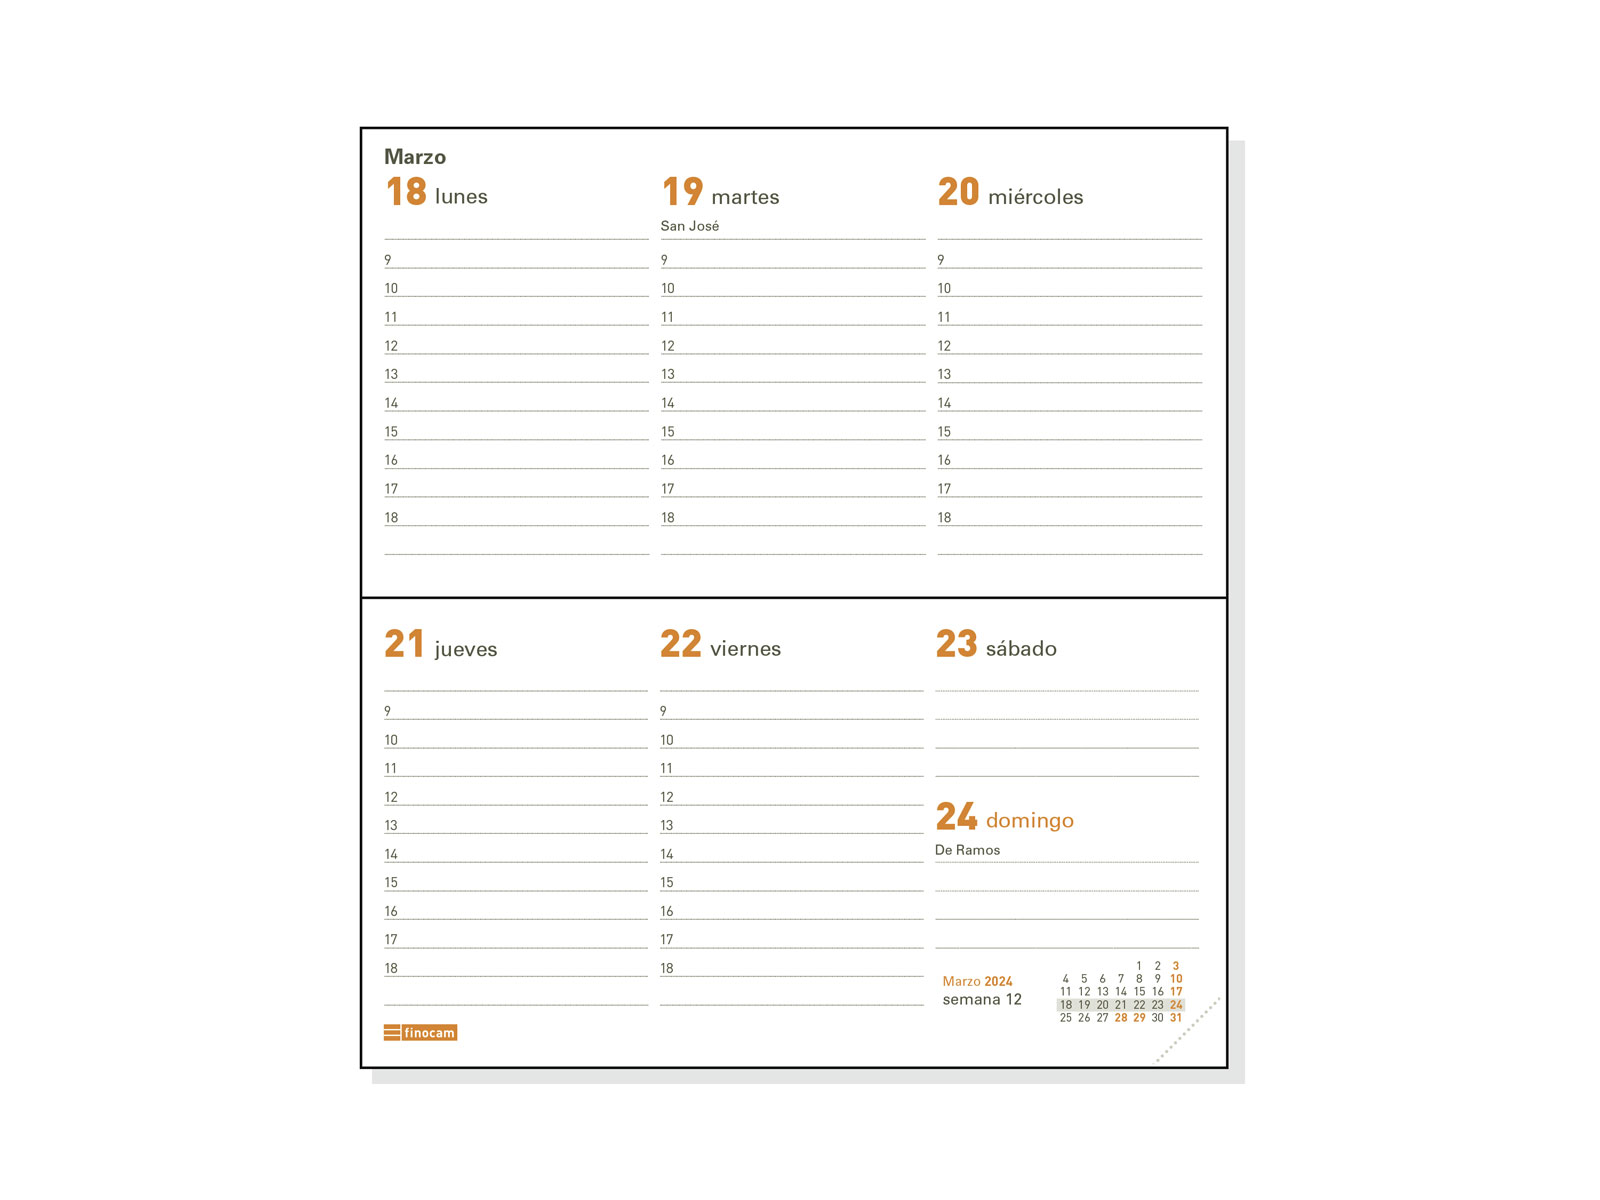 Marzo
18 lunes
9
10
11
12
13
14
15
16
17
18
19 martes
San José
9
10
11
12
13
14
15
16
17
18
20 miércoles
9
10
11
12
13
14
15
16
17
18
21 jueves
9
10
11
12
13
14
15
16
17
18
22 viernes
9
10
11
12
13
14
15
16
17
18
23 sábado
24 domingo
De Ramos
Marzo 2024
semana 12
1 2 3
4 5 6 7 8 9 10
11 12 13 14 15 16 17
18 19 20 21 22 23 24
25 26 27 28 29 30 31
finocam